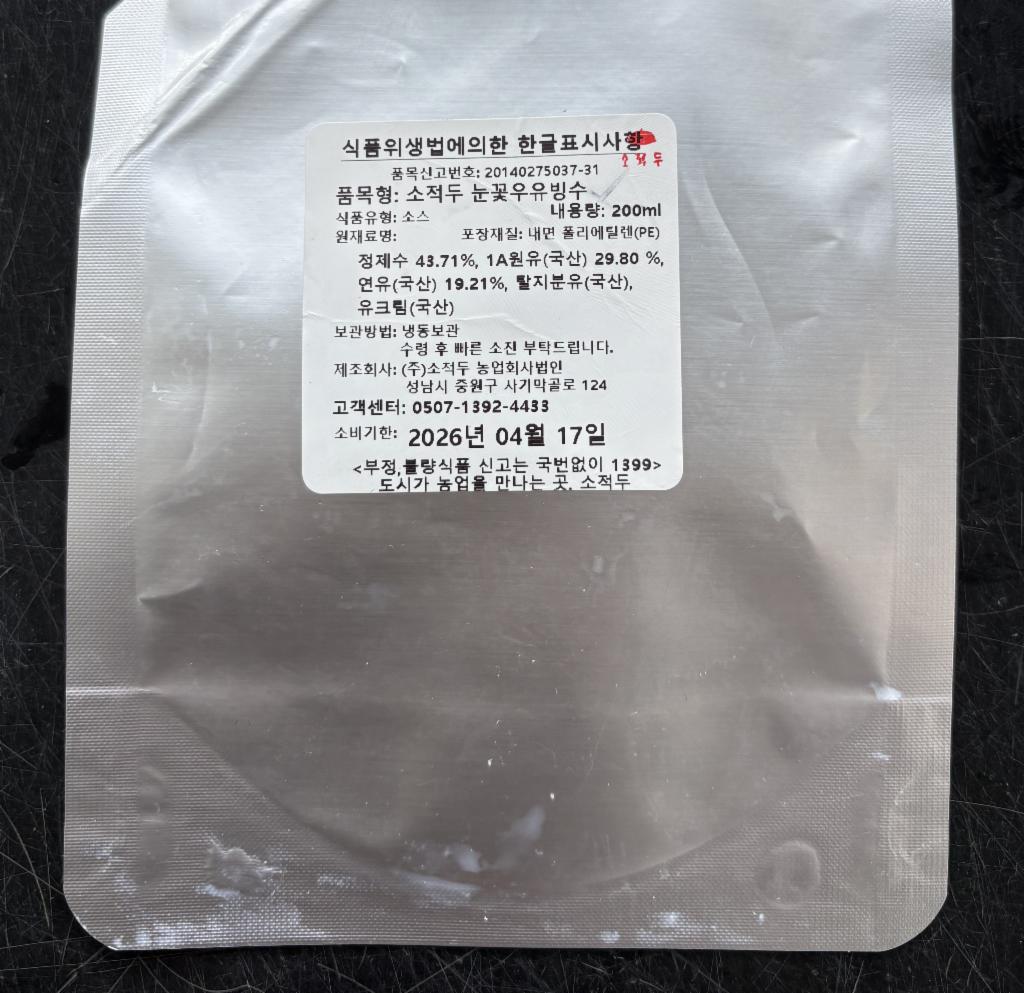 식품위생법에의한 한글표시사항
소적두
품목신고번호: 20140275037-31
품목형: 소적두 눈꽃우유빙수
식품유형: 소스 내용량: 200ml
원재료명: 포장재질: 내면 폴리에틸렌(PE)
정제수 43.71%, 1A원유(국산) 29.80 %,
연유(국산) 19.21%, 탈지분유(국산),
유크림(국산)
보관방법: 냉동보관
수령 후 빠른 소진 부탁드립니다.
제조회사: (주)소적두 농업회사법인
성남시 중원구 사기막골로 124
고객센터: 0507-1392-4433
소비기한: 2026년 04월 17일
<부정,불량식품 신고는 국번없이 1399>
도시가 농업을 만나는 곳, 소적두